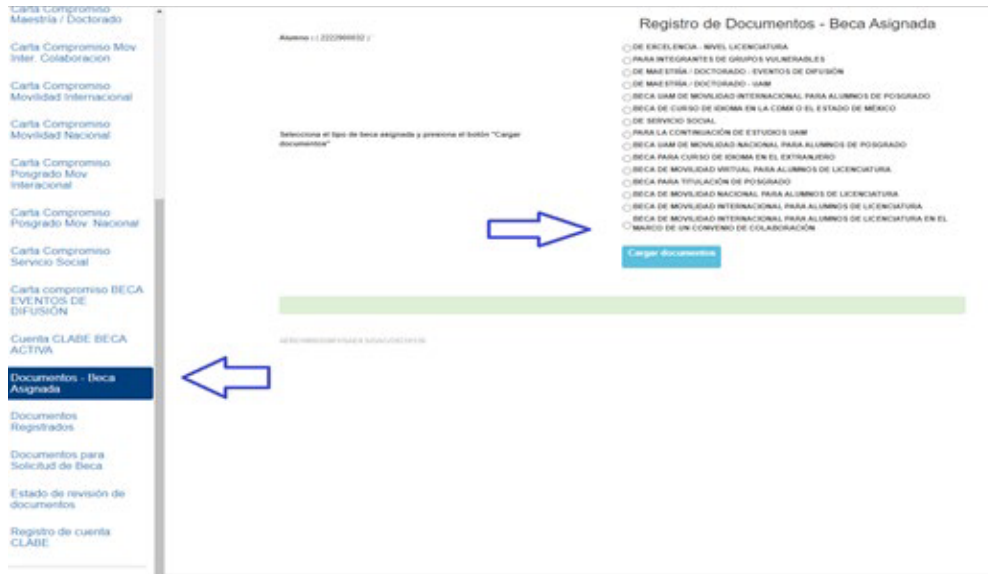 Carta Compromiso
Maestría / Doctorado
Carta Compromiso Mov
Inter. Colaboracion
Carta Compromiso
Movilidad Internacional
Carta Compromiso
Movilidad Nacional
Carta Compromiso
Posgrado Mov
Interacional
Carta Compromiso
Posgrado Mov. Nacional
Carta Compromiso
Servicio Social
Carta compromiso BECA
EVENTOS DE
DIFUSIÓN
Cuenta CLABE BECA
ACTIVA
Documentos - Beca
Asignada
Documentos
Registrados
Documentos para
Solicitud de Beca
Estado de revisión de
documentos
Registro de cuenta
CLABE
Registro de Documentos - Beca Asignada
Alumno :
Selecciona el tipo de beca asignada y presiona el botón "Cargar
documentos"
DE EXCELENCIA - NIVEL LICENCIATURA
PARA INTEGRANTES DE GRUPOS VULNERABLES
DE MAESTRÍA / DOCTORADO - EVENTOS DE DIFUSIÓN
DE MAESTRÍA / DOCTORADO - UAM
BECA UAM DE MOVILIDAD INTERNACIONAL PARA ALUMNOS DE POSGRADO
BECA DE CURSO DE IDIOMA EN LA CDMX O EL ESTADO DE MÉXICO
DE SERVICIO SOCIAL
PARA LA CONTINUACIÓN DE ESTUDIOS UAM
BECA UAM DE MOVILIDAD NACIONAL PARA ALUMNOS DE POSGRADO
BECA PARA CURSO DE IDIOMA EN EL EXTRANJERO
BECA DE MOVILIDAD VIRTUAL PARA ALUMNOS DE LICENCIATURA
BECA PARA TITULACIÓN DE POSGRADO
BECA DE MOVILIDAD NACIONAL PARA ALUMNOS DE LICENCIATURA
BECA DE MOVILIDAD INTERNACIONAL PARA ALUMNOS DE LICENCIATURA
BECA DE MOVILIDAD INTERNACIONAL PARA ALUMNOS DE LICENCIATURA EN EL
MARCO DE UN CONVENIO DE COLABORACIÓN
Cargar documentos